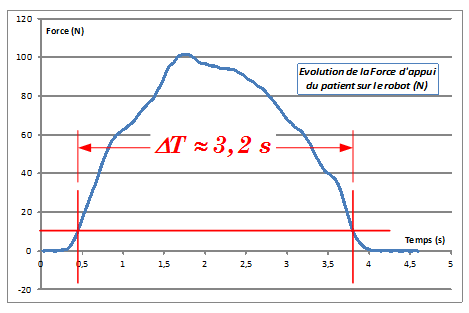 120
Force (N)
100
Evolution de la Force d'appui
du patient sur le robot (N)
80
60
ΔT ≈ 3, 2 s
40
20
Temps (s)
0
0 0,5 1 1,5 2 2,5 3 3,5 4 4,5 5
-20